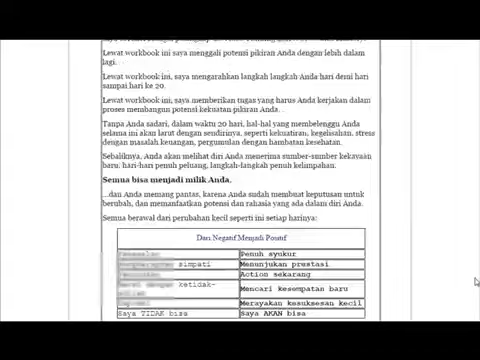 Lewat workbook ini saya menggali potensi pikiran Anda dengan lebih dalam
lagi.
Lewat workbook ini, saya mengarahkan langkah langkah Anda hari demi hari
sampai hari ke 20.
Lewat workbook ini, saya memberikan tugas yang harus Anda kerjakan dalam
proses membangun potensi kekuatan pikiran Anda.
Tanpa Anda sadari, dalam waktu 20 hari, hal-hal yang membelenggu Anda
selama ini akan larut dengan sendirinya, seperti kekuatiran, kegelisahan, stress
dengan masalah keuangan, pergumulan dengan hambatan kesehatan.
Sebaliknya, Anda akan melihat diri Anda menerima sumber-sumber kekayaan
baru, hari-hari penuh peluang, langkah-langkah penuh kelimpahan.
Semua bisa menjadi milik Anda.
...dan Anda memang pantas, karena Anda sudah membuat keputusan untuk
berubah, dan memanfaatkan potensi dan rahasia yang ada dalam diri Anda.
Semua berawal dari perubahan kecil seperti ini setiap harinya:
Dari Negatif Menjadi Positif
Penuh syukur
simpati Menunjukan prestasi
Action sekarang
ketidak-
Mencari kesempatan baru
Merayakan kesuksesan kecil
Saya TIDAK bisa Saya AKAN bisa